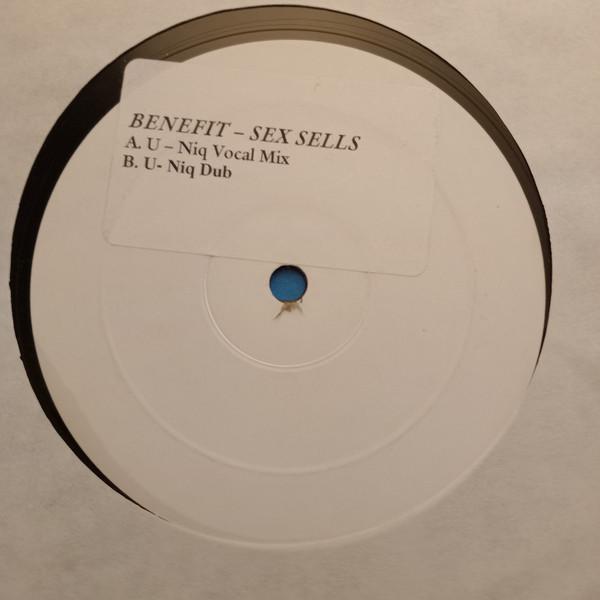 BENEFIT – SEX SELLS
A. U – Niq Vocal Mix
B. U- Niq Dub